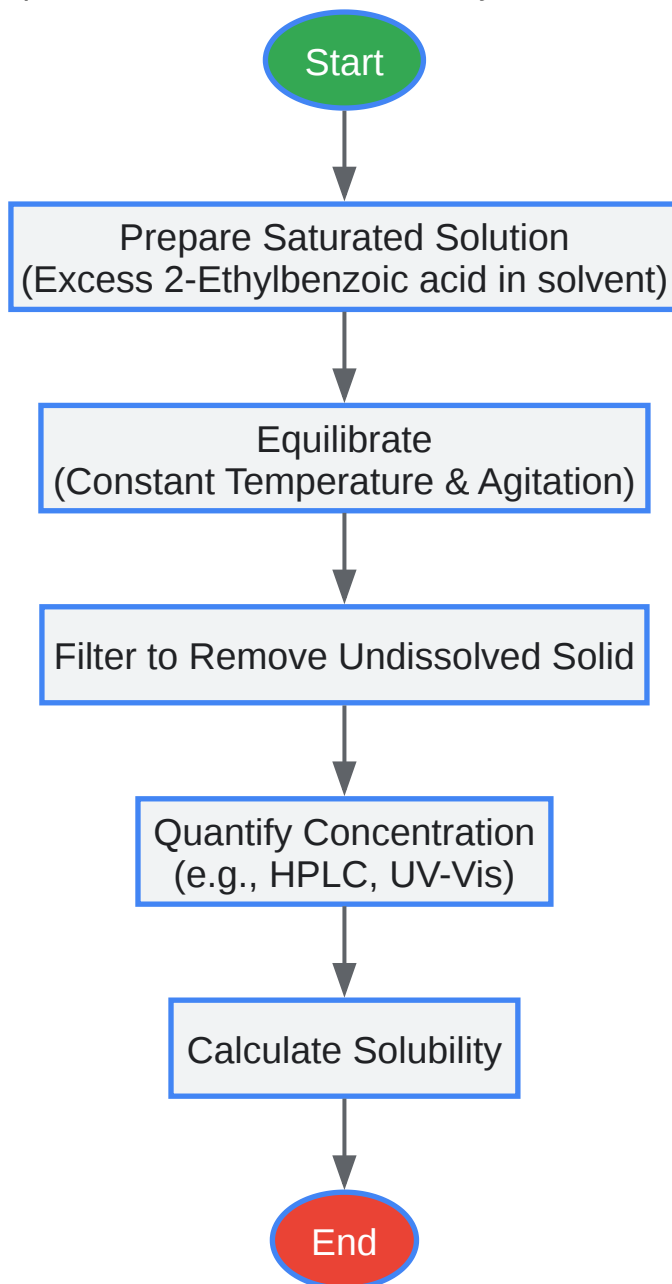 Start
Prepare Saturated Solution
(Excess 2-Ethylbenzoic acid in solvent)
Equilibrate
(Constant Temperature & Agitation)
Filter to Remove Undissolved Solid
Quantify Concentration
(e.g., HPLC, UV-Vis)
Calculate Solubility
End